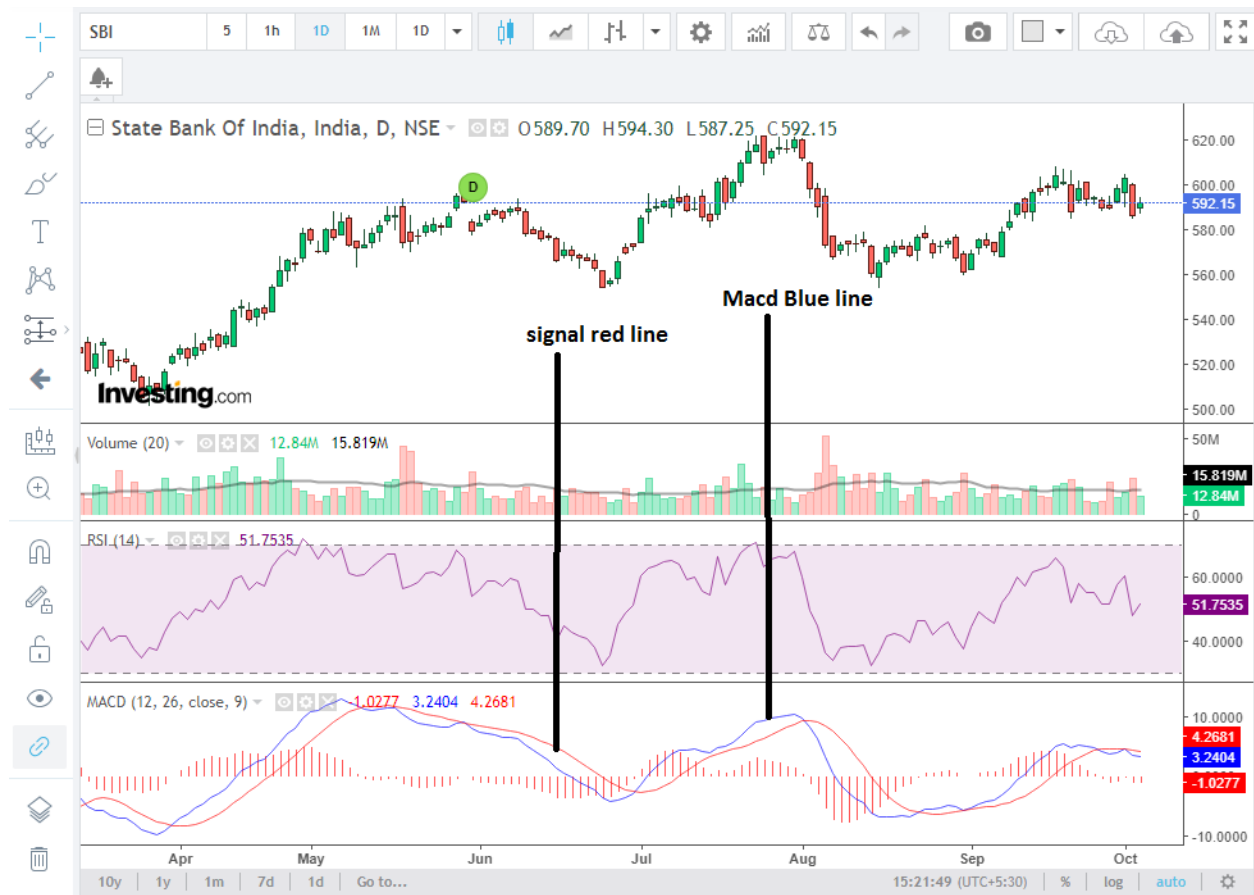 SBI 5 1h 1D 1M 1D
State Bank Of India, India, D, NSE O589.70 H594.30 L587.25 C592.15
620.00
600.00
D
592.15
580.00
560.00
Macd Blue line
540.00
signal red line
520.00
Investing.com
500.00
Volume (20) 12.84M 15.819M
50M
15.819M
12.84M
0
RSI (14) 51.7535
60.0000
51.7535
40.0000
MACD (12, 26, close, 9) -1.0277 3.2404 4.2681
10.0000
4.2681
3.2404
-1.0277
-10.0000
Apr May Jun Jul Aug Sep Oct
10y 1y 1m 7d 1d Go to... 15:21:49 (UTC+5:30) % log auto